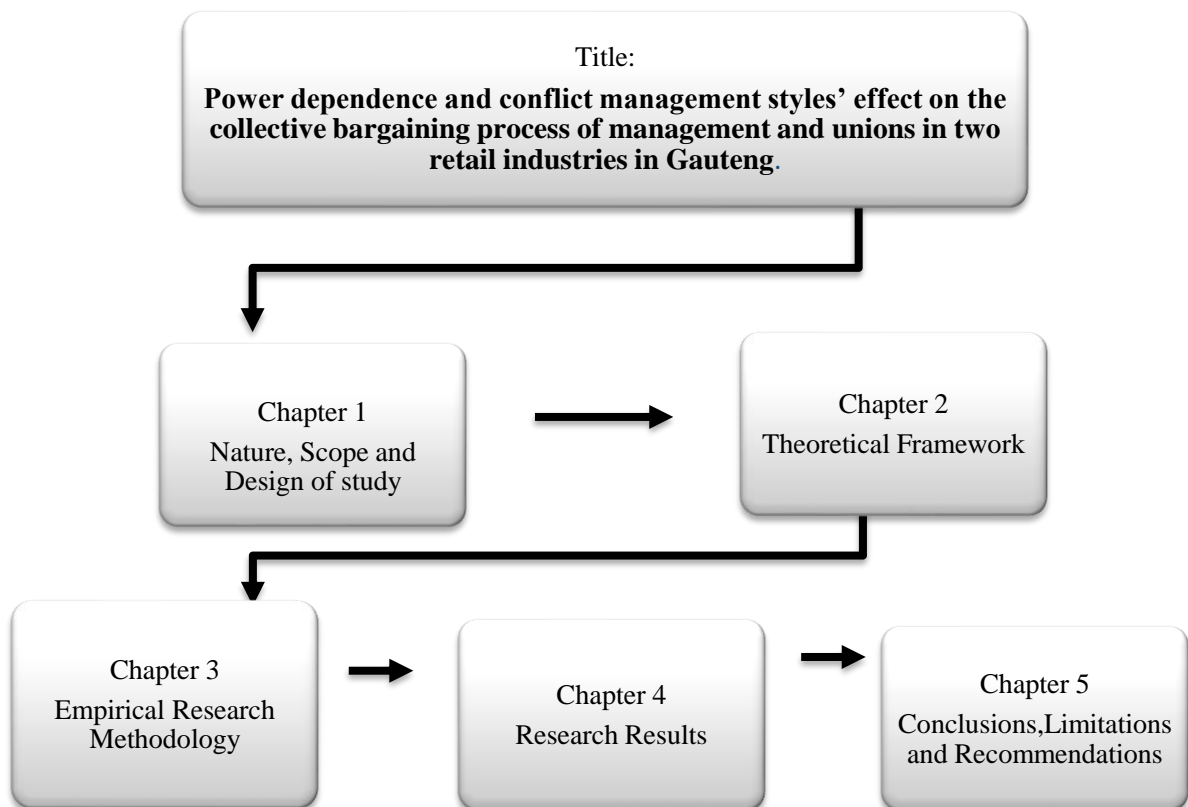 Title:
Power dependence and conflict management styles’ effect on the
collective bargaining process of management and unions in two
retail industries in Gauteng.
Chapter 1
Nature, Scope and
Design of study
Chapter 2
Theoretical Framework
Chapter 3
Empirical Research
Methodology
Chapter 4
Research Results
Chapter 5
Conclusions,Limitations
and Recommendations